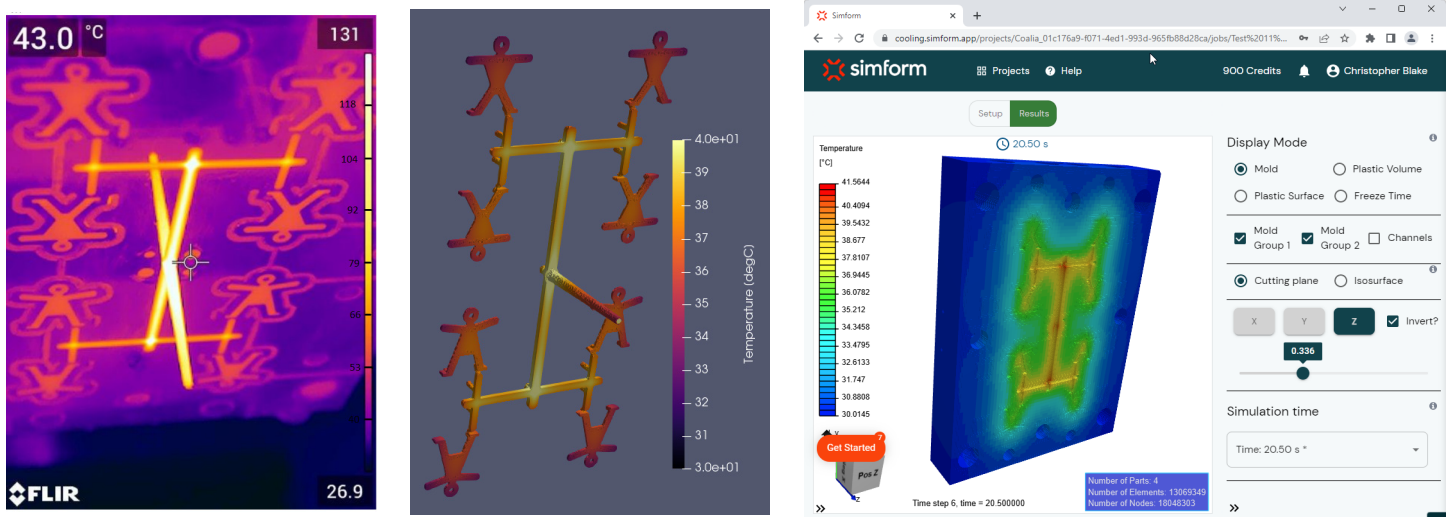 43.0 °C
131
118
104
92
79
66
53
40
FLIR
26.9
4.0e+01
39
38
37
36
35
34
33
32
31
3.0e+01
Temperature (degC)
Simform
cooling.simform.app/projects/Coalia_01c176a9-f071-4ed1-993d-965fb88d28ca/jobs/Test%2011%...
simform
Projects
Help
900 Credits
Christopher Blake
Setup
Results
20.50 s
Temperature
[°C]
41.5644
40.4094
39.5432
38.677
37.8107
36.9445
36.0782
35.212
34.3458
33.4795
32.6133
31.747
30.8808
30.0145
Y
Get Started
7
Pos Z
Z
Time step 6, time = 20.500000
Number of Parts: 4
Number of Elements: 13069349
Number of Nodes: 18048303
Display Mode
Mold
Plastic Volume
Plastic Surface
Freeze Time
Mold Group 1
Mold Group 2
Channels
Cutting plane
Isosurface
X
Y
Z
Invert?
0.336
Simulation time
Time: 20.50 s *